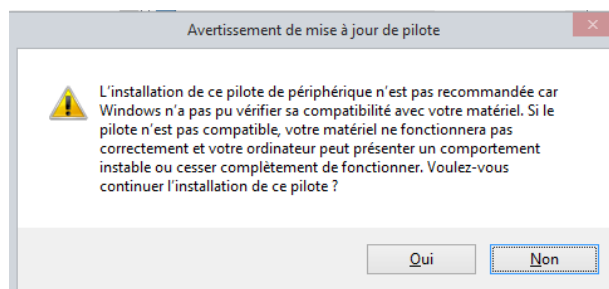 Avertissement de mise à jour de pilote
L'installation de ce pilote de périphérique n'est pas recommandée car
Windows n'a pas pu vérifier sa compatibilité avec votre matériel. Si le
pilote n'est pas compatible, votre matériel ne fonctionnera pas
correctement et votre ordinateur peut présenter un comportement
instable ou cesser complètement de fonctionner. Voulez-vous
continuer l'installation de ce pilote ?
Oui
Non